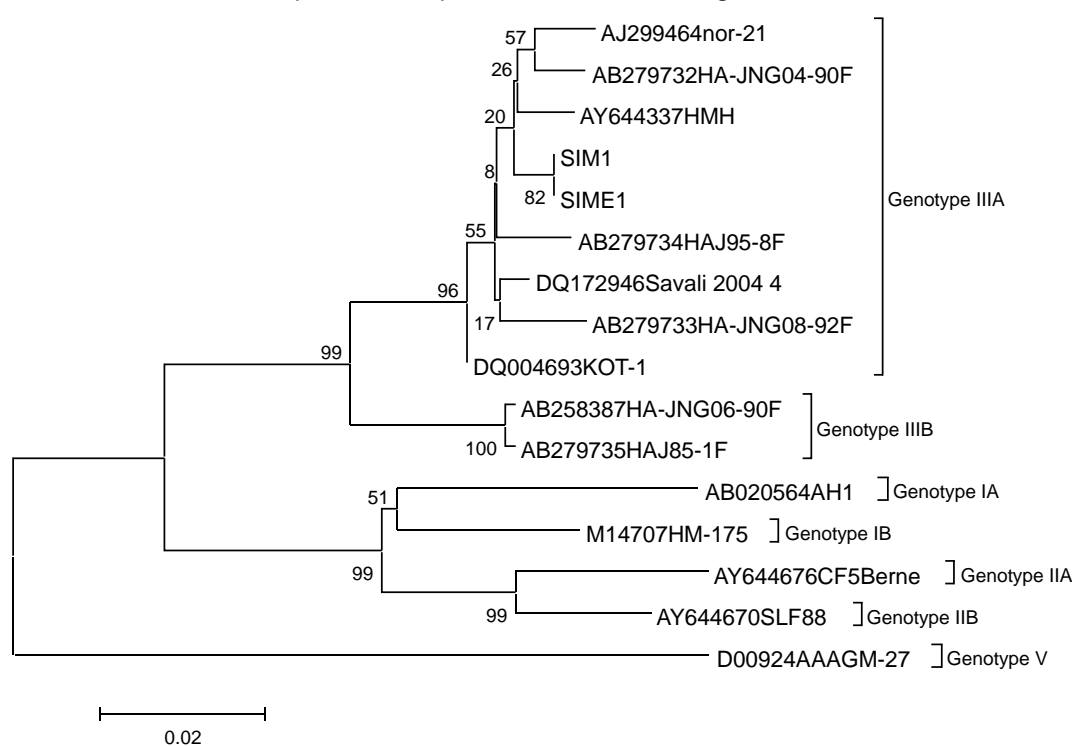 57
AJ299464nor-21
26
AB279732HA-JNG04-90F
AY644337HMH
20
SIM1
8
82
SIME1
Genotype IIIA
55
AB279734HAJ95-8F
DQ172946Savali 2004 4
96
17
AB279733HA-JNG08-92F
99
DQ004693KOT-1
AB258387HA-JNG06-90F
Genotype IIIB
100
AB279735HAJ85-1F
51
AB020564AH1
Genotype IA
M14707HM-175
Genotype IB
99
AY644676CF5Berne
Genotype IIA
99
AY644670SLF88
Genotype IIB
D00924AAAGM-27
Genotype V
0.02